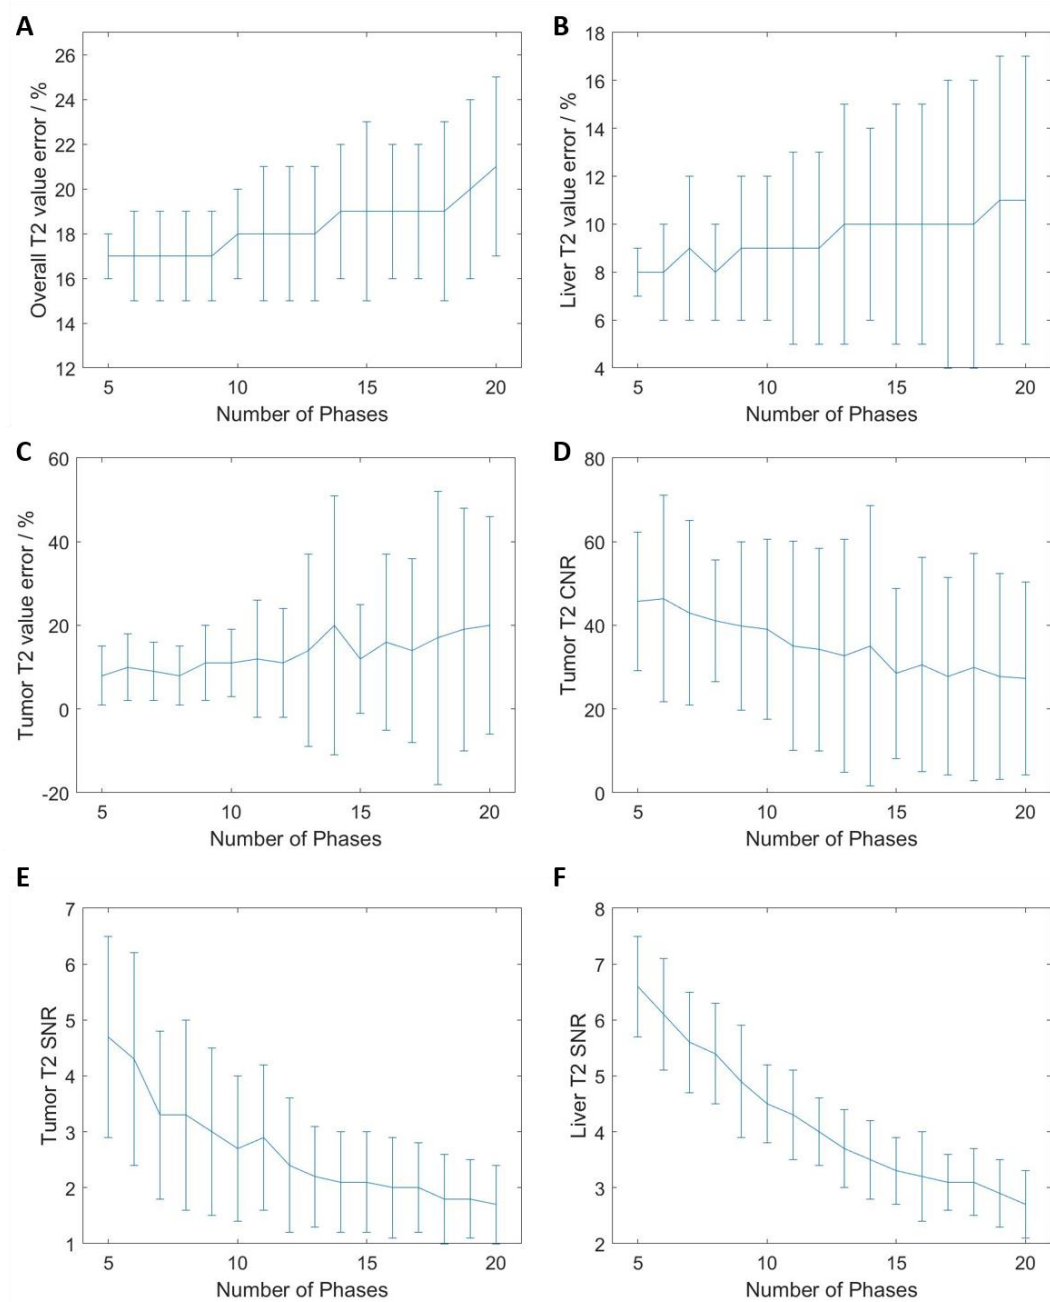 A
Overall T2 value error / %
26
24
22
20
18
16
14
12
5 10 15 20
Number of Phases
B
Liver T2 value error / %
18
16
14
12
10
8
6
4
5 10 15 20
Number of Phases
C
Tumor T2 value error / %
60
40
20
0
-20
5 10 15 20
Number of Phases
D
Tumor T2 CNR
80
60
40
20
0
5 10 15 20
Number of Phases
E
Tumor T2 SNR
7
6
5
4
3
2
1
5 10 15 20
Number of Phases
F
Liver T2 SNR
8
7
6
5
4
3
2
5 10 15 20
Number of Phases